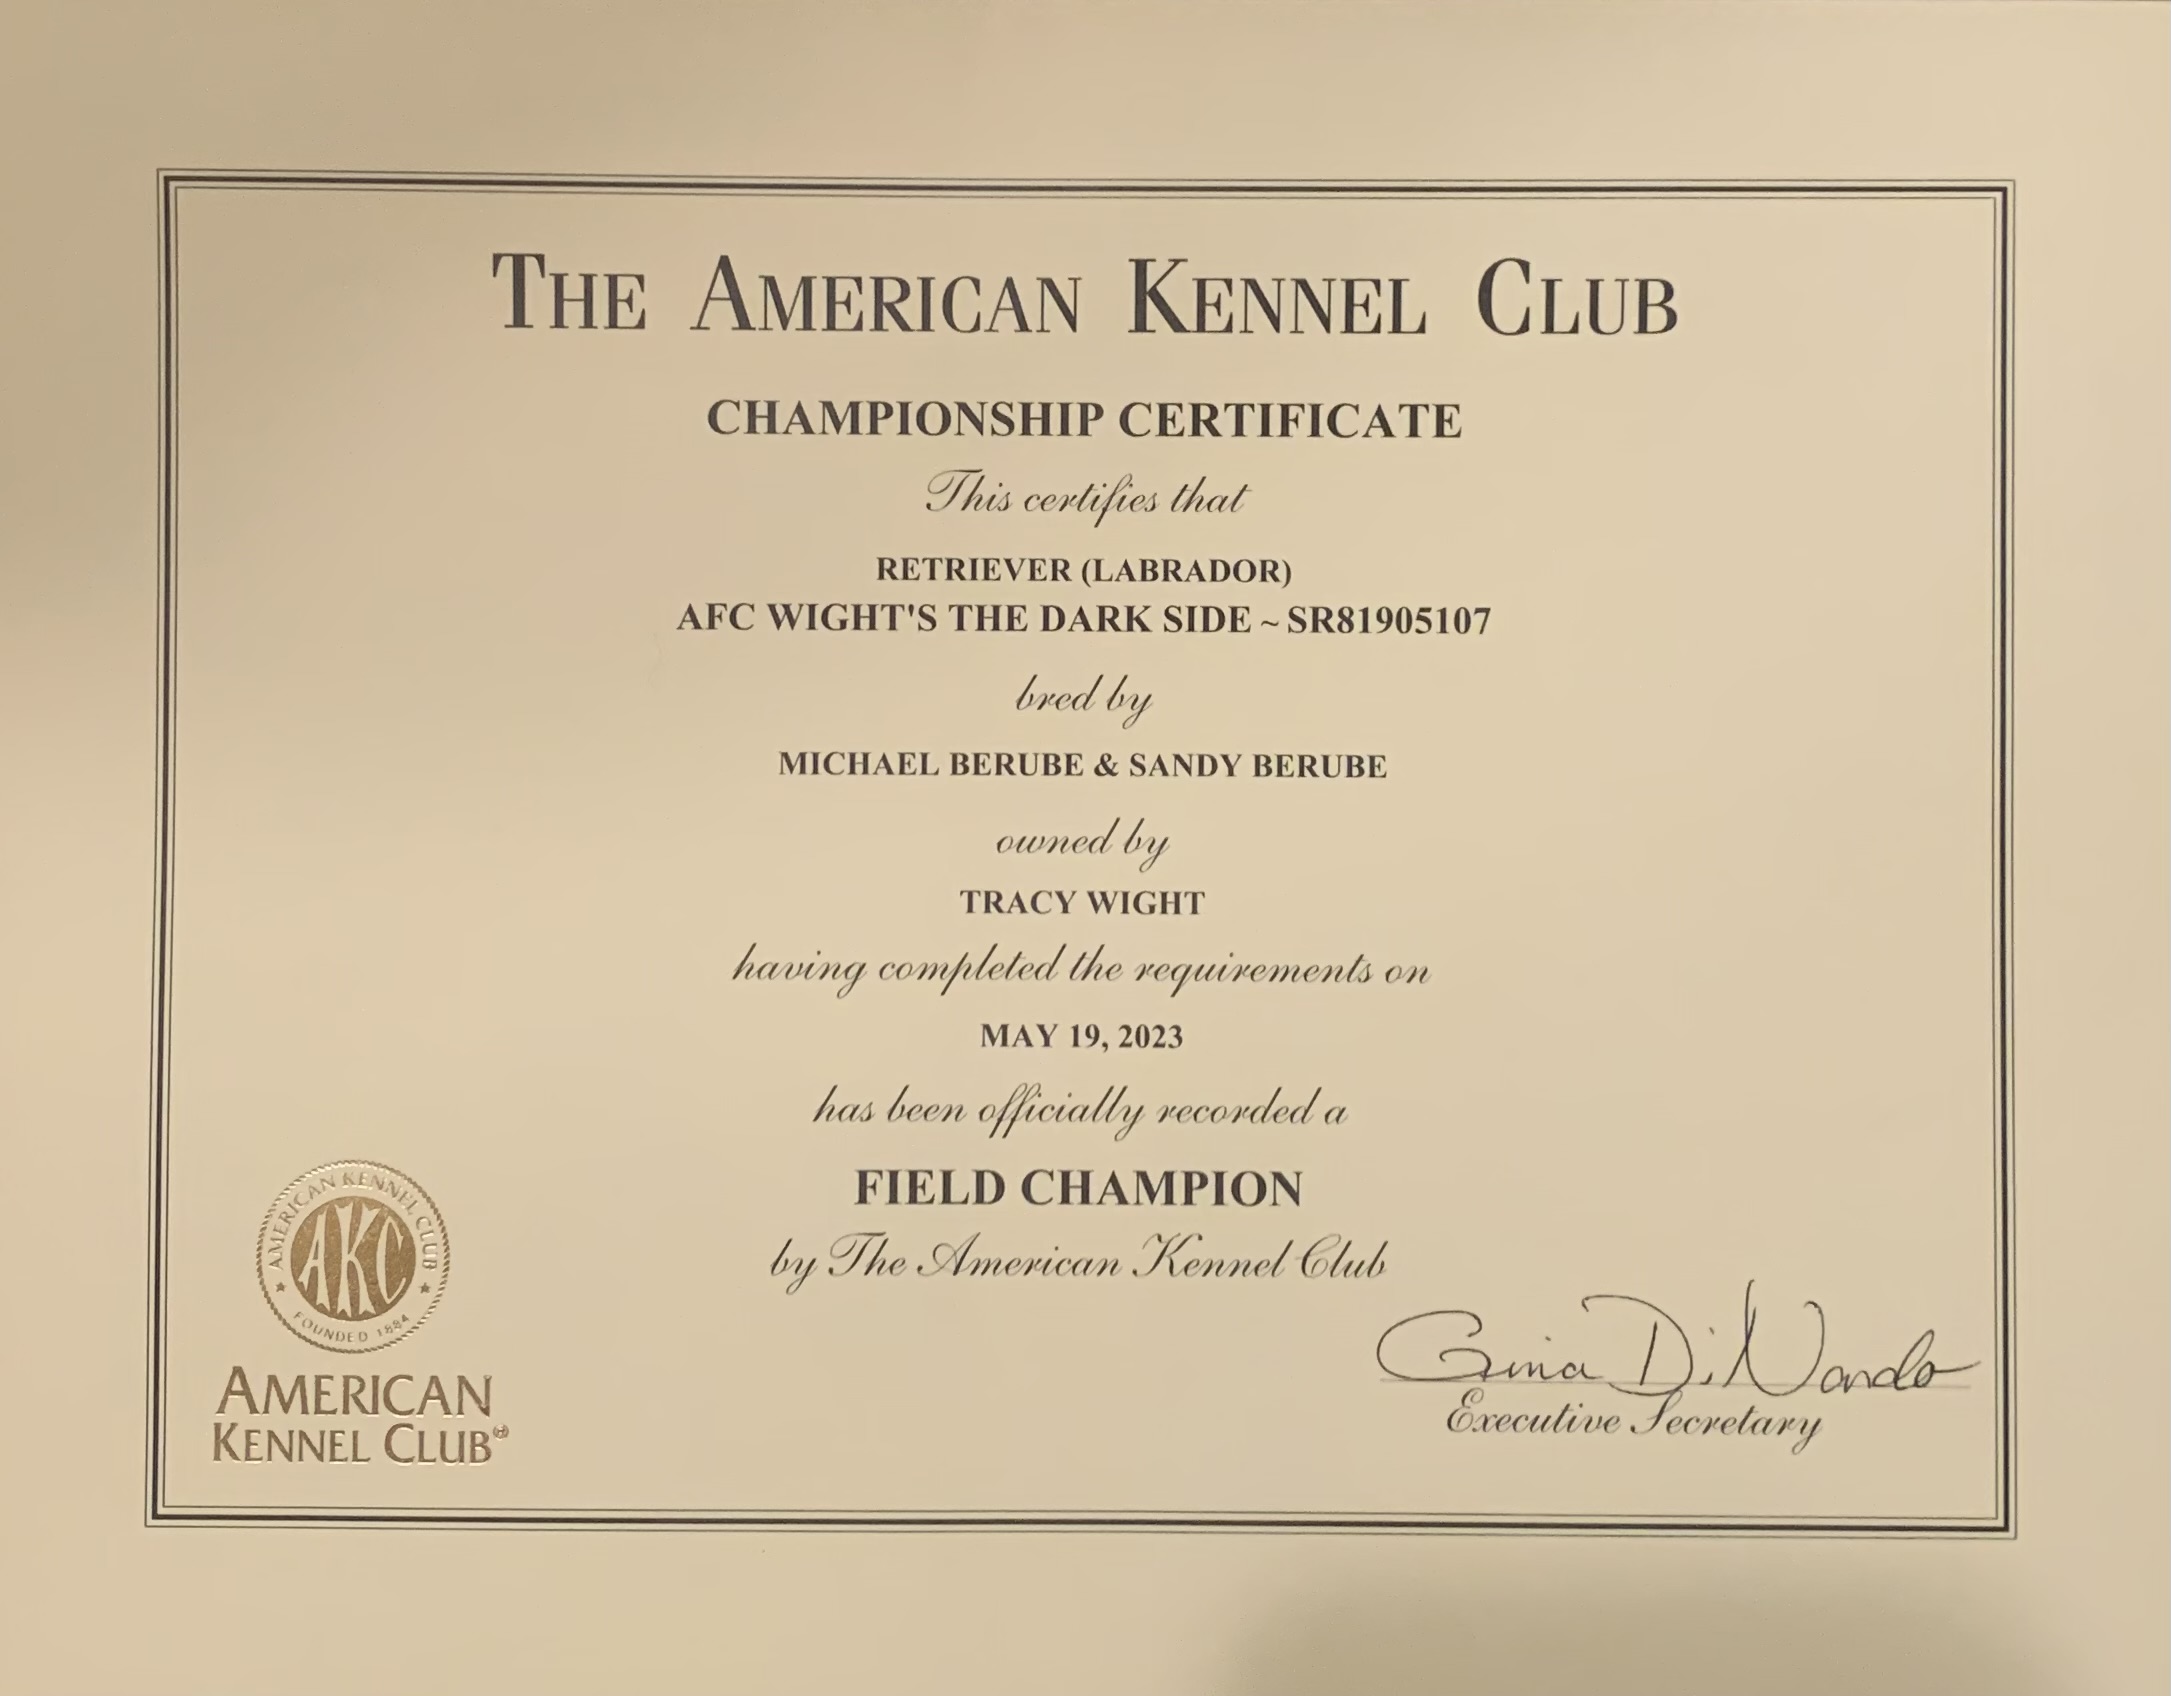 THE AMERICAN KENNEL CLUB
CHAMPIONSHIP CERTIFICATE
This certifies that
RETRIEVER (LABRADOR)
AFC WIGHT'S THE DARK SIDE ~ SR81905107
bred by
MICHAEL BERUBE & SANDY BERUBE
owned by
TRACY WIGHT
having completed the requirements on
MAY 19, 2023
has been officially recorded a
FIELD CHAMPION
by The American Kennel Club
AMERICAN KENNEL CLUB
AKC
FOUNDED 1884
AMERICAN
KENNEL CLUB®
Gina DiNardo
Executive Secretary